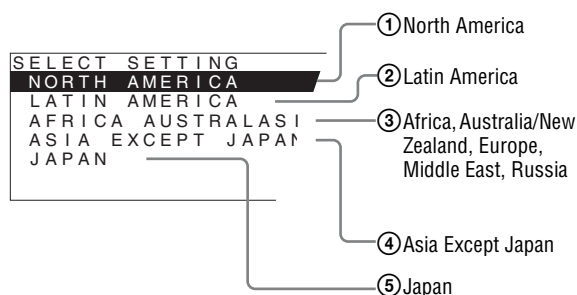 SELECT SETTING
NORTH AMERICA
LATIN AMERICA
AFRICA AUSTRALASI
ASIA EXCEPT JAPAN
JAPAN
①North America
②Latin America
③Africa, Australia/New
Zealand, Europe,
Middle East, Russia
④Asia Except Japan
⑤Japan